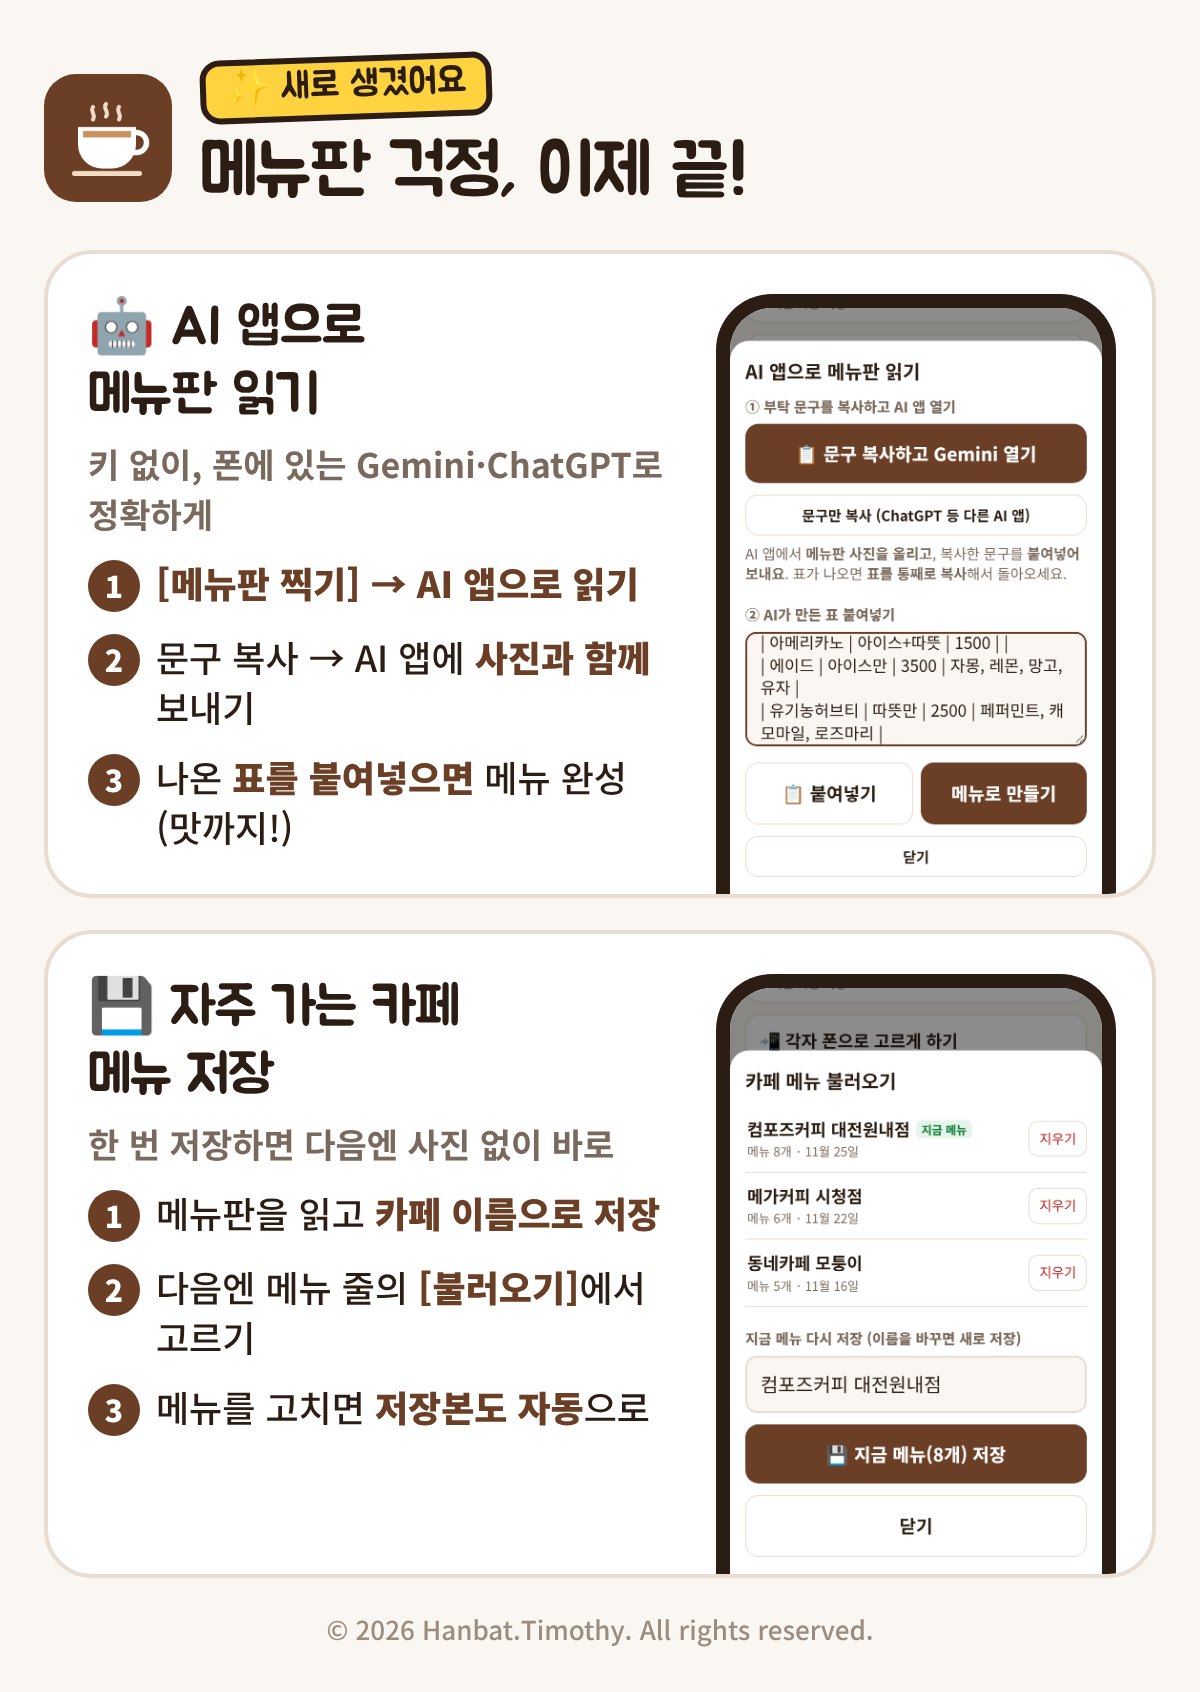 ✨ 새로 생겼어요
메뉴판 걱정, 이제 끝!
🤖 AI 앱으로
메뉴판 읽기
키 없이, 폰에 있는 Gemini·ChatGPT로
정확하게
1 [메뉴판 찍기] → AI 앱으로 읽기
2 문구 복사 → AI 앱에 사진과 함께
보내기
3 나온 표를 붙여넣으면 메뉴 완성
(맛까지!)
AI 앱으로 메뉴판 읽기
① 부탁 문구를 복사하고 AI 앱 열기
📋 문구 복사하고 Gemini 열기
문구만 복사 (ChatGPT 등 다른 AI 앱)
AI 앱에서 메뉴판 사진을 올리고, 복사한 문구를 붙여넣어
보내요. 표가 나오면 표를 통째로 복사해서 돌아오세요.
② AI가 만든 표 붙여넣기
| 아메리카노 | 아이스+따뜻 | 1500 | |
| 에이드 | 아이스만 | 3500 | 자몽, 레몬, 망고,
유자 |
| 유기농허브티 | 따뜻만 | 2500 | 페퍼민트, 캐
모마일, 로즈마리 |
📋 붙여넣기
메뉴로 만들기
닫기
💾 자주 가는 카페
메뉴 저장
한 번 저장하면 다음엔 사진 없이 바로
1 메뉴판을 읽고 카페 이름으로 저장
2 다음엔 메뉴 줄의 [불러오기]에서
고르기
3 메뉴를 고치면 저장본도 자동으로
📲 각자 폰으로 고르게 하기
카페 메뉴 불러오기
컴포즈커피 대전원내점 지금 메뉴
메뉴 8개 · 11월 25일
지우기
메가커피 시청점
메뉴 6개 · 11월 22일
지우기
동네카페 모퉁이
메뉴 5개 · 11월 16일
지우기
지금 메뉴 다시 저장 (이름을 바꾸면 새로 저장)
컴포즈커피 대전원내점
💾 지금 메뉴(8개) 저장
닫기
© 2026 Hanbat.Timothy. All rights reserved.